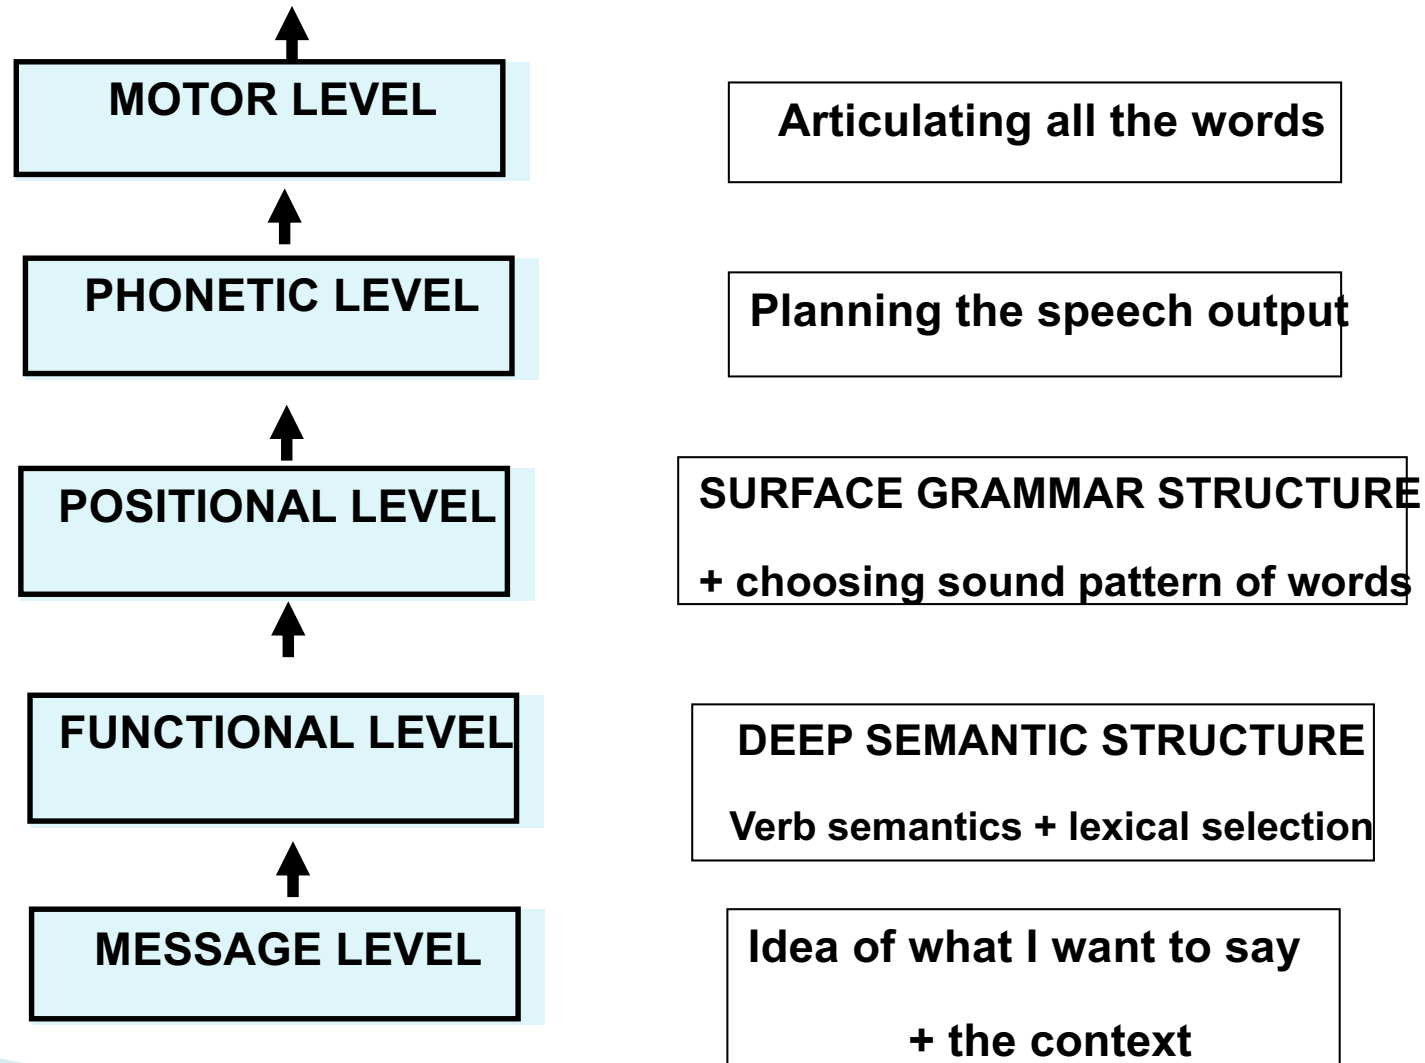 MOTOR LEVEL
Articulating all the words
PHONETIC LEVEL
Planning the speech output
POSITIONAL LEVEL
SURFACE GRAMMAR STRUCTURE
+ choosing sound pattern of words
FUNCTIONAL LEVEL
DEEP SEMANTIC STRUCTURE
Verb semantics + lexical selection
MESSAGE LEVEL
Idea of what I want to say
+ the context